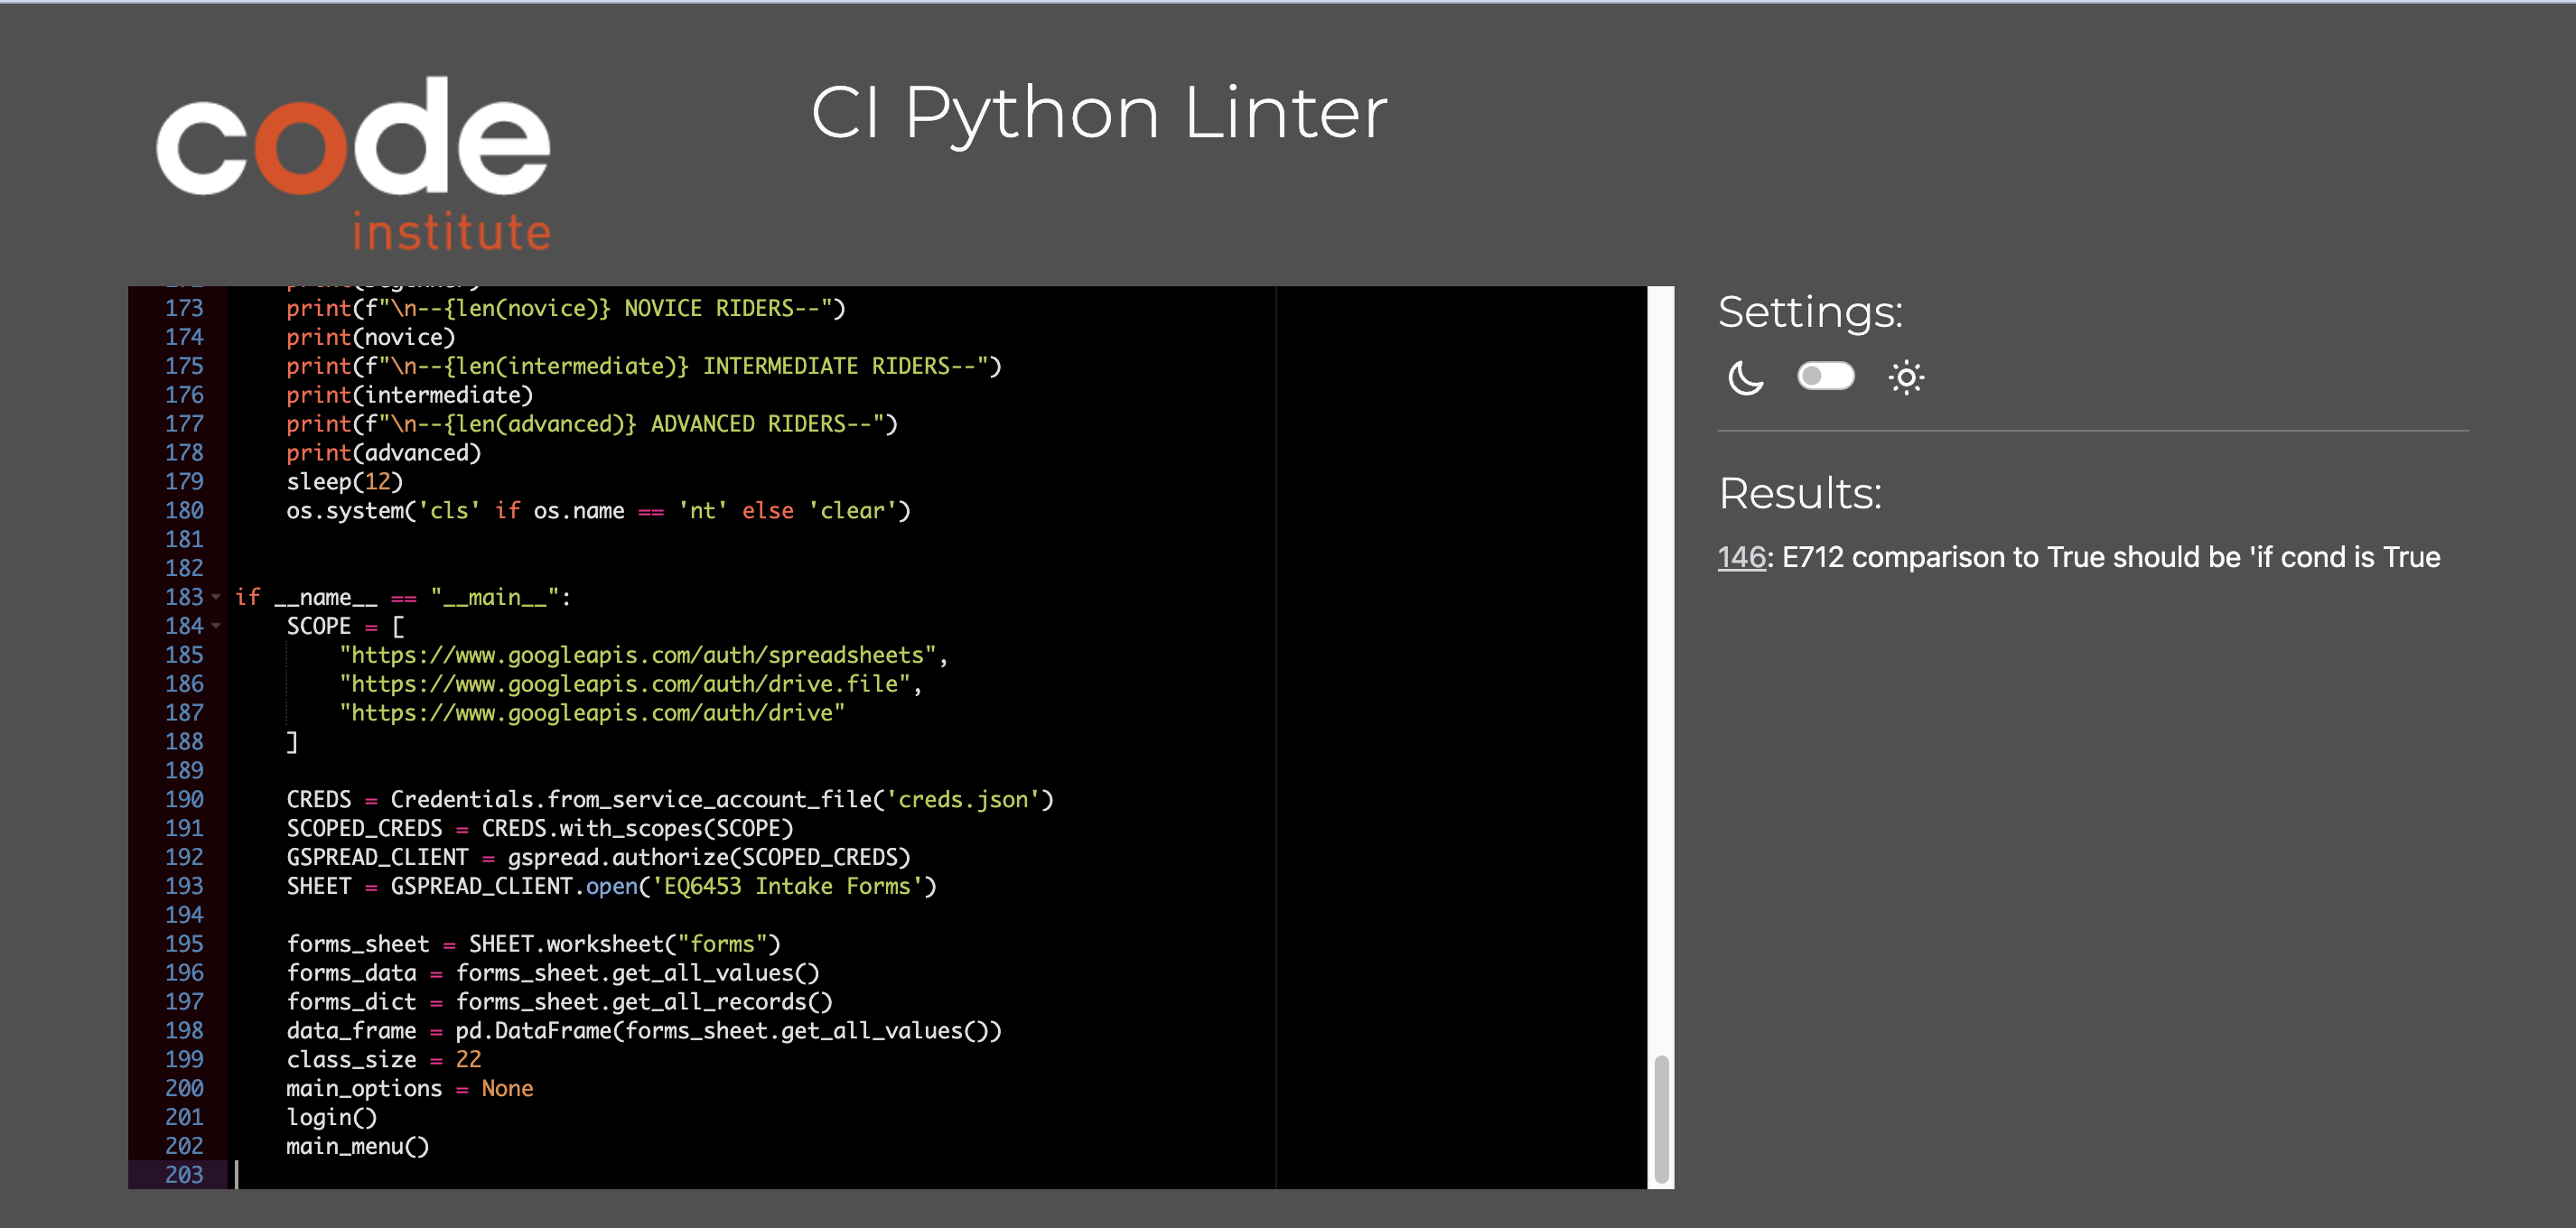 code
institute
CI Python Linter
173 print(f"\n--{len(novice)} NOVICE RIDERS--")
174 print(novice)
175 print(f"\n--{len(intermediate)} INTERMEDIATE RIDERS--")
176 print(intermediate)
177 print(f"\n--{len(advanced)} ADVANCED RIDERS--")
178 print(advanced)
179 sleep(12)
180 os.system('cls' if os.name == 'nt' else 'clear')
181
182
183 if __name__ == "__main__":
184 SCOPE = [
185 "https://www.googleapis.com/auth/spreadsheets",
186 "https://www.googleapis.com/auth/drive.file",
187 "https://www.googleapis.com/auth/drive"
188 ]
189
190 CREDS = Credentials.from_service_account_file('creds.json')
191 SCOPED_CREDS = CREDS.with_scopes(SCOPE)
192 GSPREAD_CLIENT = gspread.authorize(SCOPED_CREDS)
193 SHEET = GSPREAD_CLIENT.open('EQ6453 Intake Forms')
194
195 forms_sheet = SHEET.worksheet("forms")
196 forms_data = forms_sheet.get_all_values()
197 forms_dict = forms_sheet.get_all_records()
198 data_frame = pd.DataFrame(forms_sheet.get_all_values())
199 class_size = 22
200 main_options = None
201 login()
202 main_menu()
203
Settings:
Results:
146: E712 comparison to True should be 'if cond is True